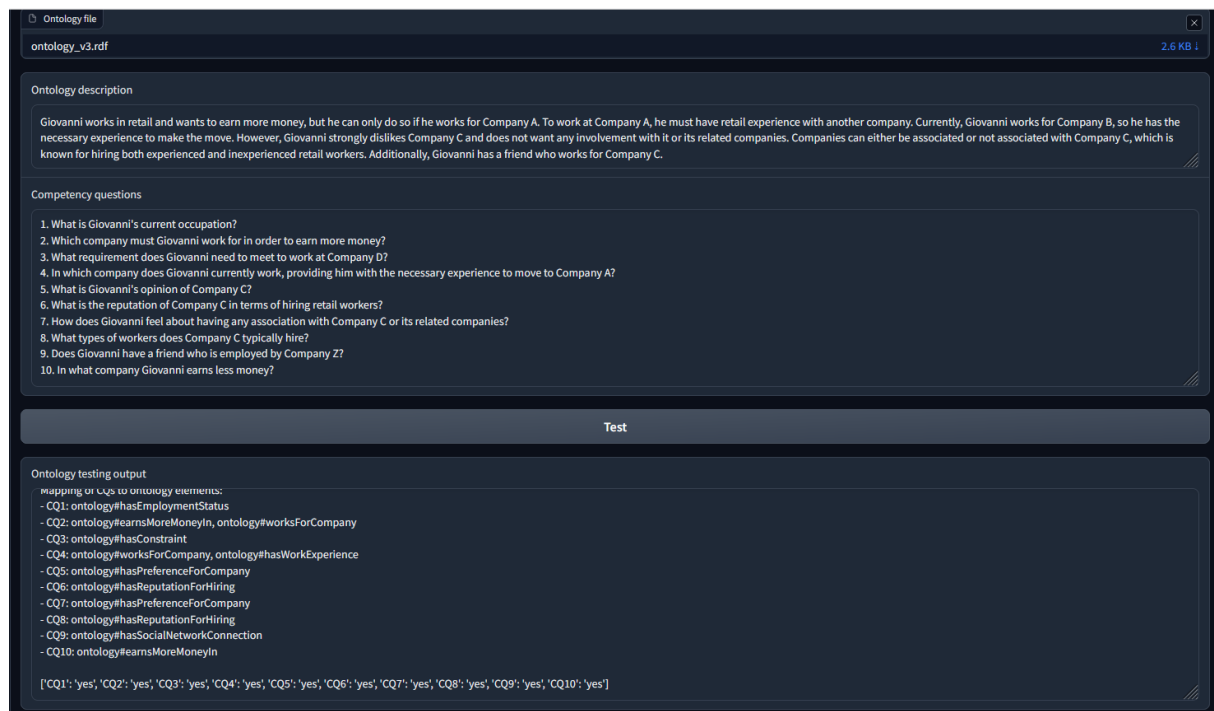 Ontology file
ontology_v3.rdf
2.6 KB ↓
Ontology description
Giovanni works in retail and wants to earn more money, but he can only do so if he works for Company A. To work at Company A, he must have retail experience with another company. Currently, Giovanni works for Company B, so he has the
necessary experience to make the move. However, Giovanni strongly dislikes Company C and does not want any involvement with it or its related companies. Companies can either be associated or not associated with Company C, which is
known for hiring both experienced and inexperienced retail workers. Additionally, Giovanni has a friend who works for Company C.
Competency questions
1. What is Giovanni's current occupation?
2. Which company must Giovanni work for in order to earn more money?
3. What requirement does Giovanni need to meet to work at Company D?
4. In which company does Giovanni currently work, providing him with the necessary experience to move to Company A?
5. What is Giovanni's opinion of Company C?
6. What is the reputation of Company C in terms of hiring retail workers?
7. How does Giovanni feel about having any association with Company C or its related companies?
8. What types of workers does Company C typically hire?
9. Does Giovanni have a friend who is employed by Company Z?
10. In what company Giovanni earns less money?
Test
Ontology testing output
Mapping of CQs to ontology elements:
- CQ1: ontology#hasEmploymentStatus
- CQ2: ontology#earnsMoreMoneyIn, ontology#worksForCompany
- CQ3: ontology#hasConstraint
- CQ4: ontology#worksForCompany, ontology#hasWorkExperience
- CQ5: ontology#hasPreferenceForCompany
- CQ6: ontology#hasReputationForHiring
- CQ7: ontology#hasPreferenceForCompany
- CQ8: ontology#hasReputationForHiring
- CQ9: ontology#hasSocialNetworkConnection
- CQ10: ontology#earnsMoreMoneyIn
['CQ1': 'yes', 'CQ2': 'yes', 'CQ3': 'yes', 'CQ4': 'yes', 'CQ5': 'yes', 'CQ6': 'yes', 'CQ7': 'yes', 'CQ8': 'yes', 'CQ9': 'yes', 'CQ10': 'yes']